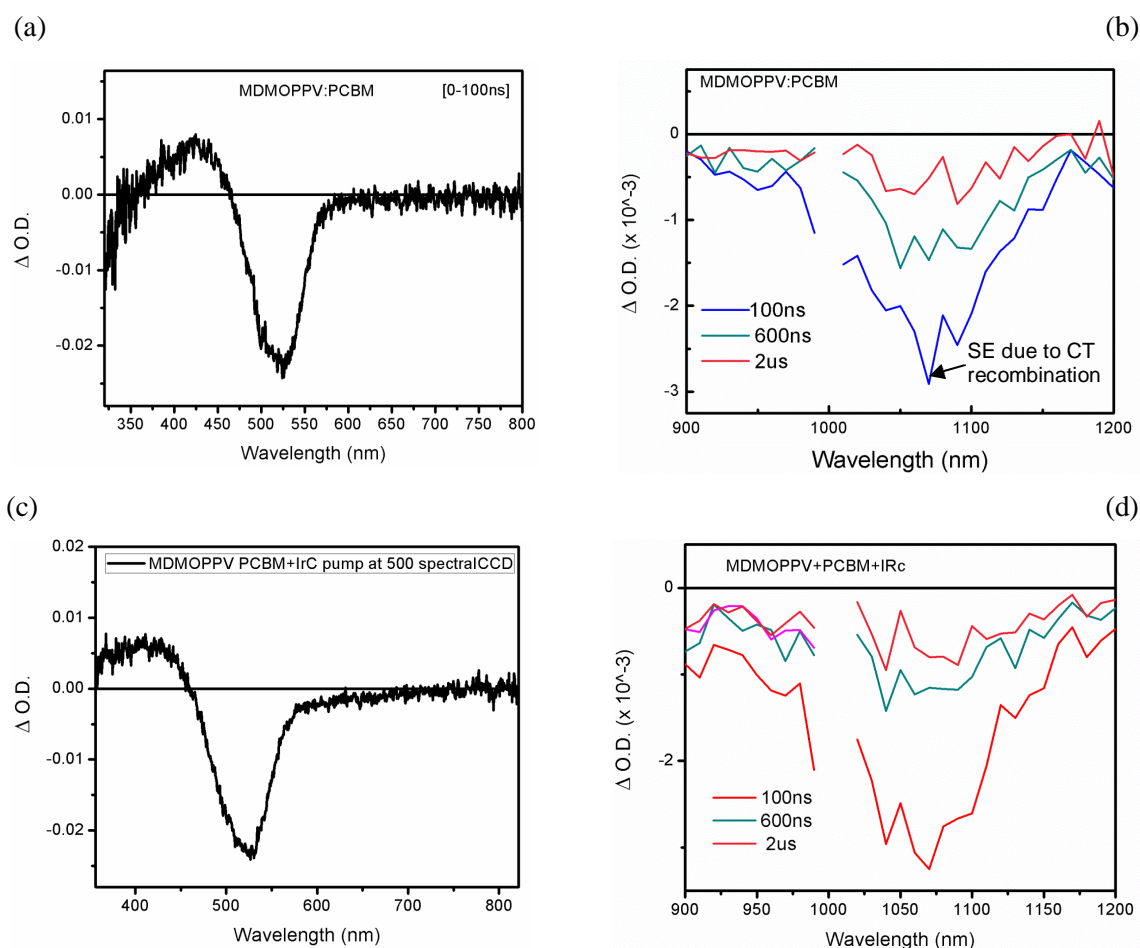 (a)
(b)
MDMOPPV:PCBM [0-100ns]
0.01
0.00
-0.01
-0.02
Δ O.D.
350 400 450 500 550 600 650 700 750 800
Wavelength (nm)
MDMOPPV:PCBM
0
-1
-2
-3
Δ O.D. (x 10^-3)
100ns
600ns
2us
SE due to CT
recombination
900 1000 1100 1200
Wavelength (nm)
(c)
(d)
0.02
MDMOPPV PCBM+IrC pump at 500 spectralCCD
0.01
0.00
-0.01
-0.02
Δ O.D.
400 500 600 700 800
Wavelength (nm)
MDMOPPV+PCBM+IRc
0
-2
Δ O.D. (x 10^-3)
100ns
600ns
2us
900 950 1000 1050 1100 1150 1200
Wavelength (nm)